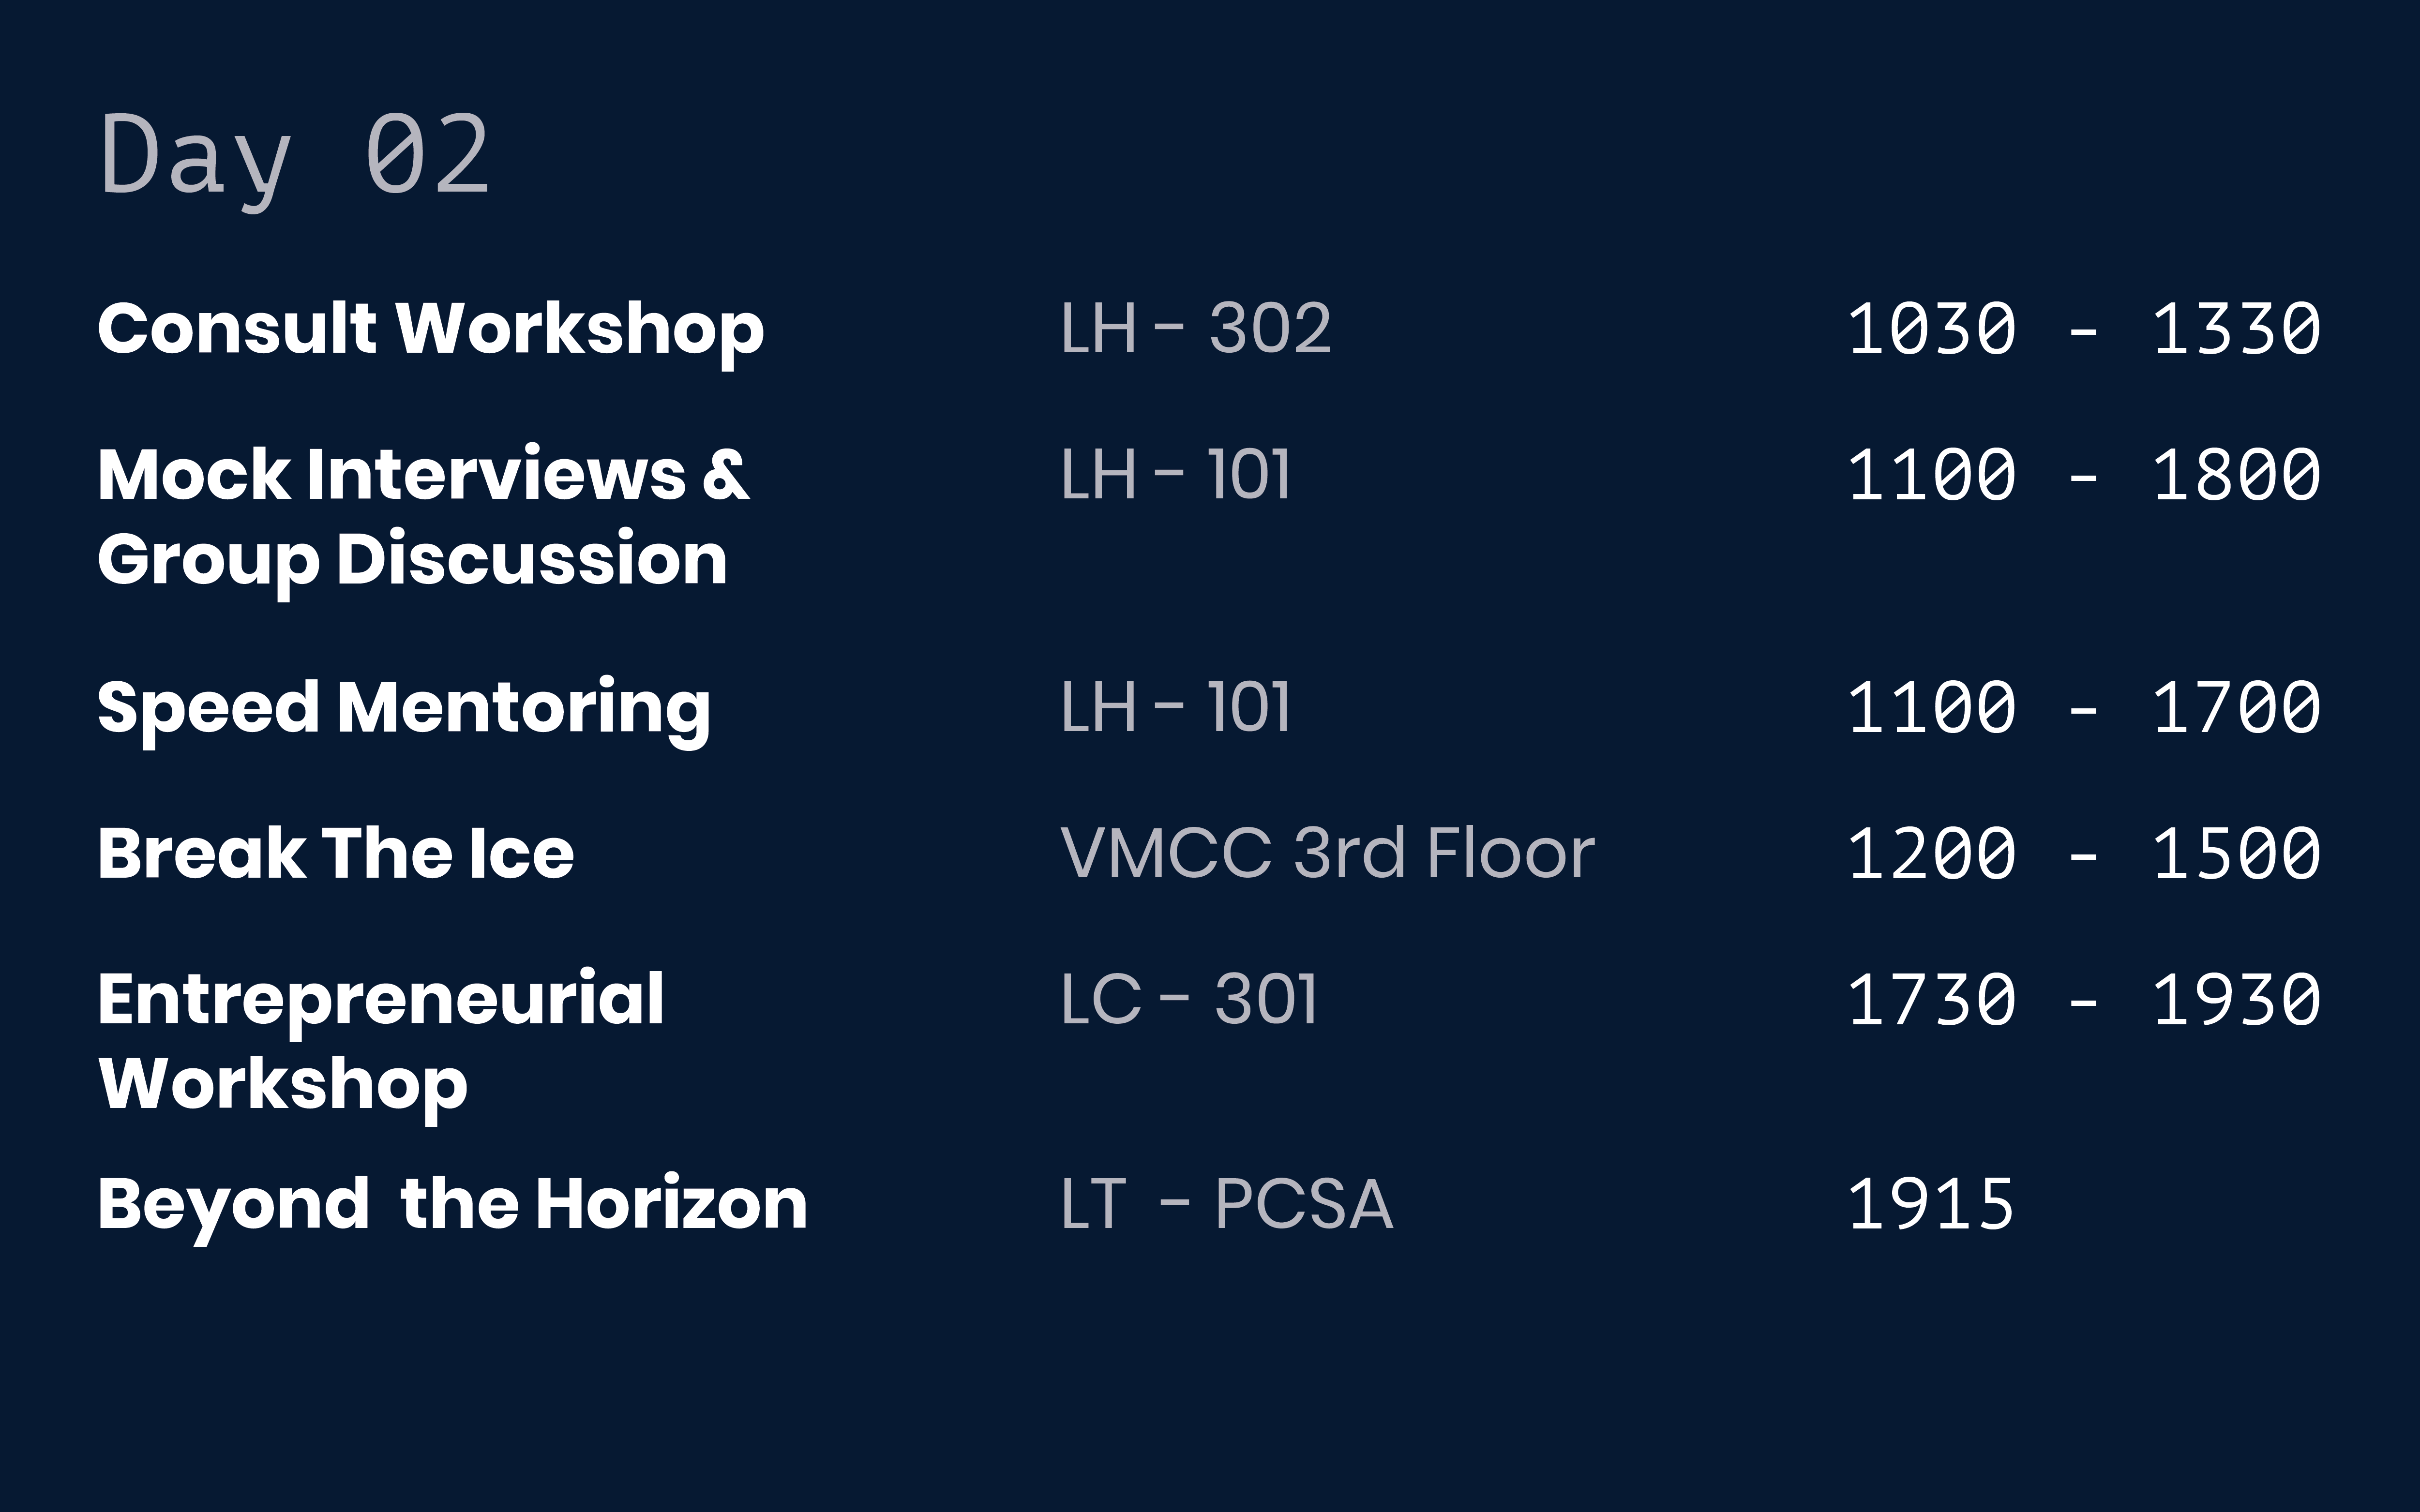 Day 02
Consult Workshop LH - 302 1030 - 1330
Mock Interviews & LH - 101 1100 - 1800
Group Discussion
Speed Mentoring LH - 101 1100 - 1700
Break The Ice VMCC 3rd Floor 1200 - 1500
Entrepreneurial LC - 301 1730 - 1930
Workshop
Beyond the Horizon LT - PCSA 1915